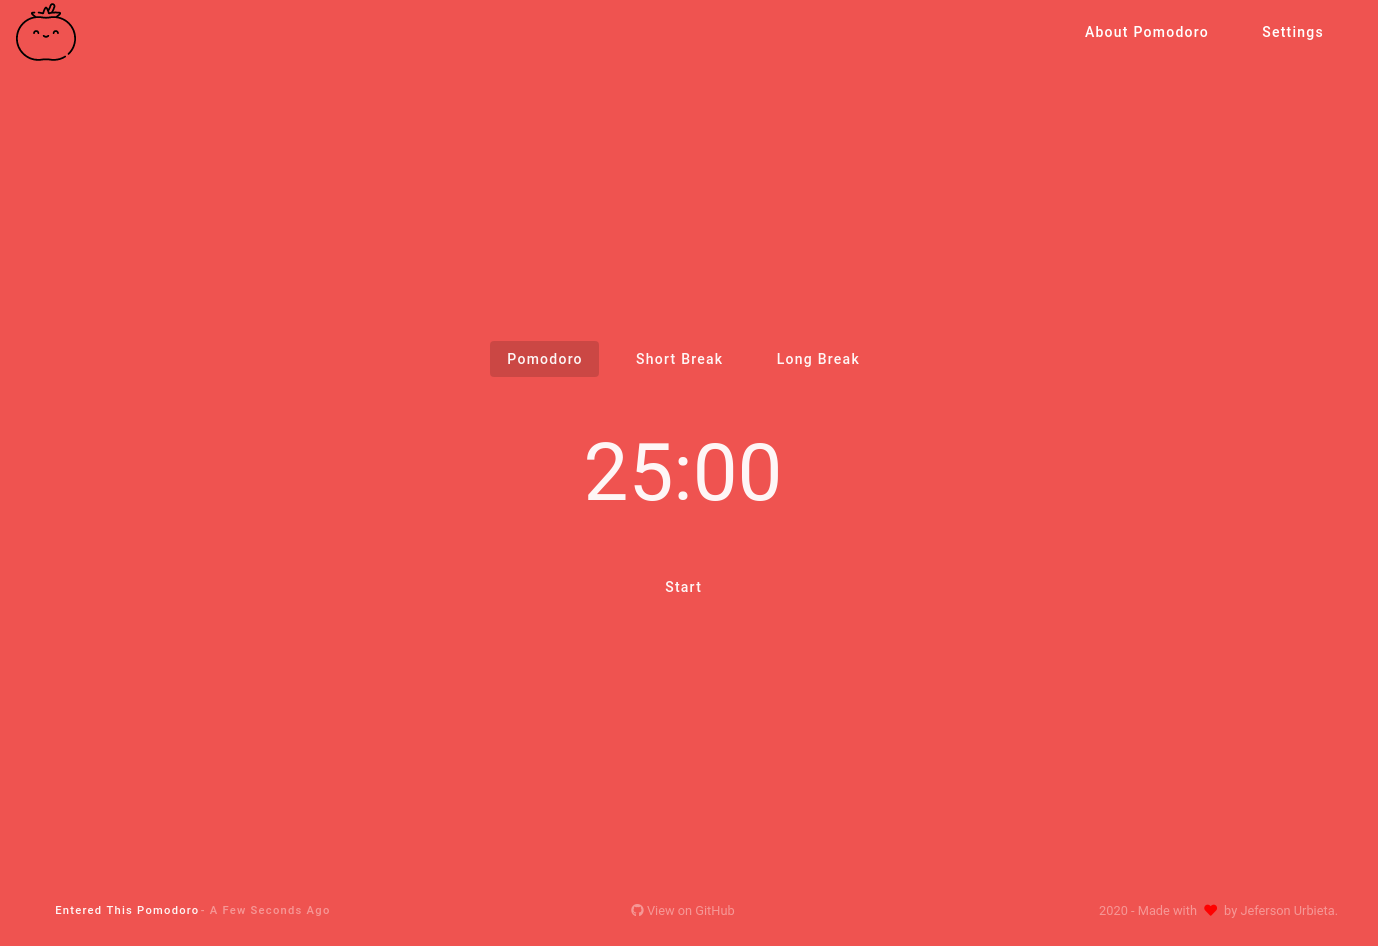 About Pomodoro Settings
Pomodoro Short Break Long Break
25:00
Start
Entered This Pomodoro - A Few Seconds Ago View on GitHub 2020 - Made with by Jeferson Urbieta.